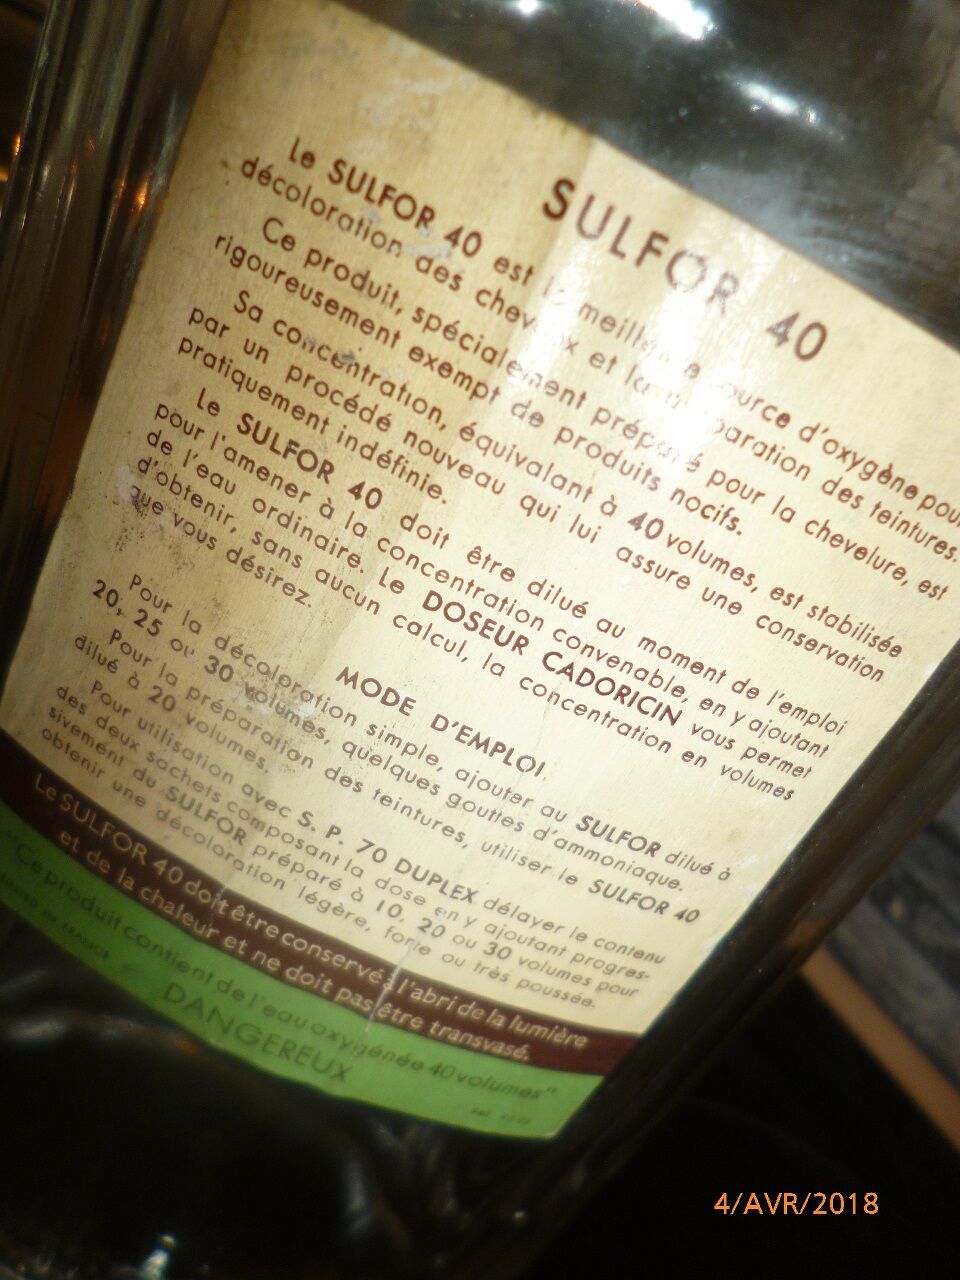 SULFOR 40
Le SULFOR 40 est la meilleure source d'oxygène pour
décoloration des cheveux et la préparation des teintures.
Ce produit, spécialement préparé pour la chevelure, est
rigoureusement exempt de produits nocifs.
Sa concentration, équivalant à 40 volumes, est stabilisée
par un procédé nouveau qui lui assure une conservation
pratiquement indéfinie.
Le SULFOR 40 doit être dilué au moment de l'emploi
pour l'amener à la concentration convenable, en y ajoutant
de l'eau ordinaire. Le DOSEUR CADORICIN vous permet
d'obtenir, sans aucun calcul, la concentration en volumes
que vous désirez.
MODE D'EMPLOI
Pour la décoloration simple, ajouter au SULFOR dilué à
20, 25 ou 30 volumes, quelques gouttes d'ammoniaque.
Pour la préparation des teintures, utiliser le SULFOR 40
dilué à 20 volumes.
Pour utilisation avec S. P. 70 DUPLEX délayer le contenu
des deux sachets composant la dose en y ajoutant progres-
sivement du SULFOR préparé à 10, 20 ou 30 volumes pour
obtenir une décoloration légère, forte ou très poussée.
Le SULFOR 40 doit être conservé à l'abri de la lumière
et de la chaleur et ne doit pas être transvasé.
"Ce produit contient de l'eau oxygénée 40 volumes"
DANGEREUX
FRANCE
4/AVR/2018